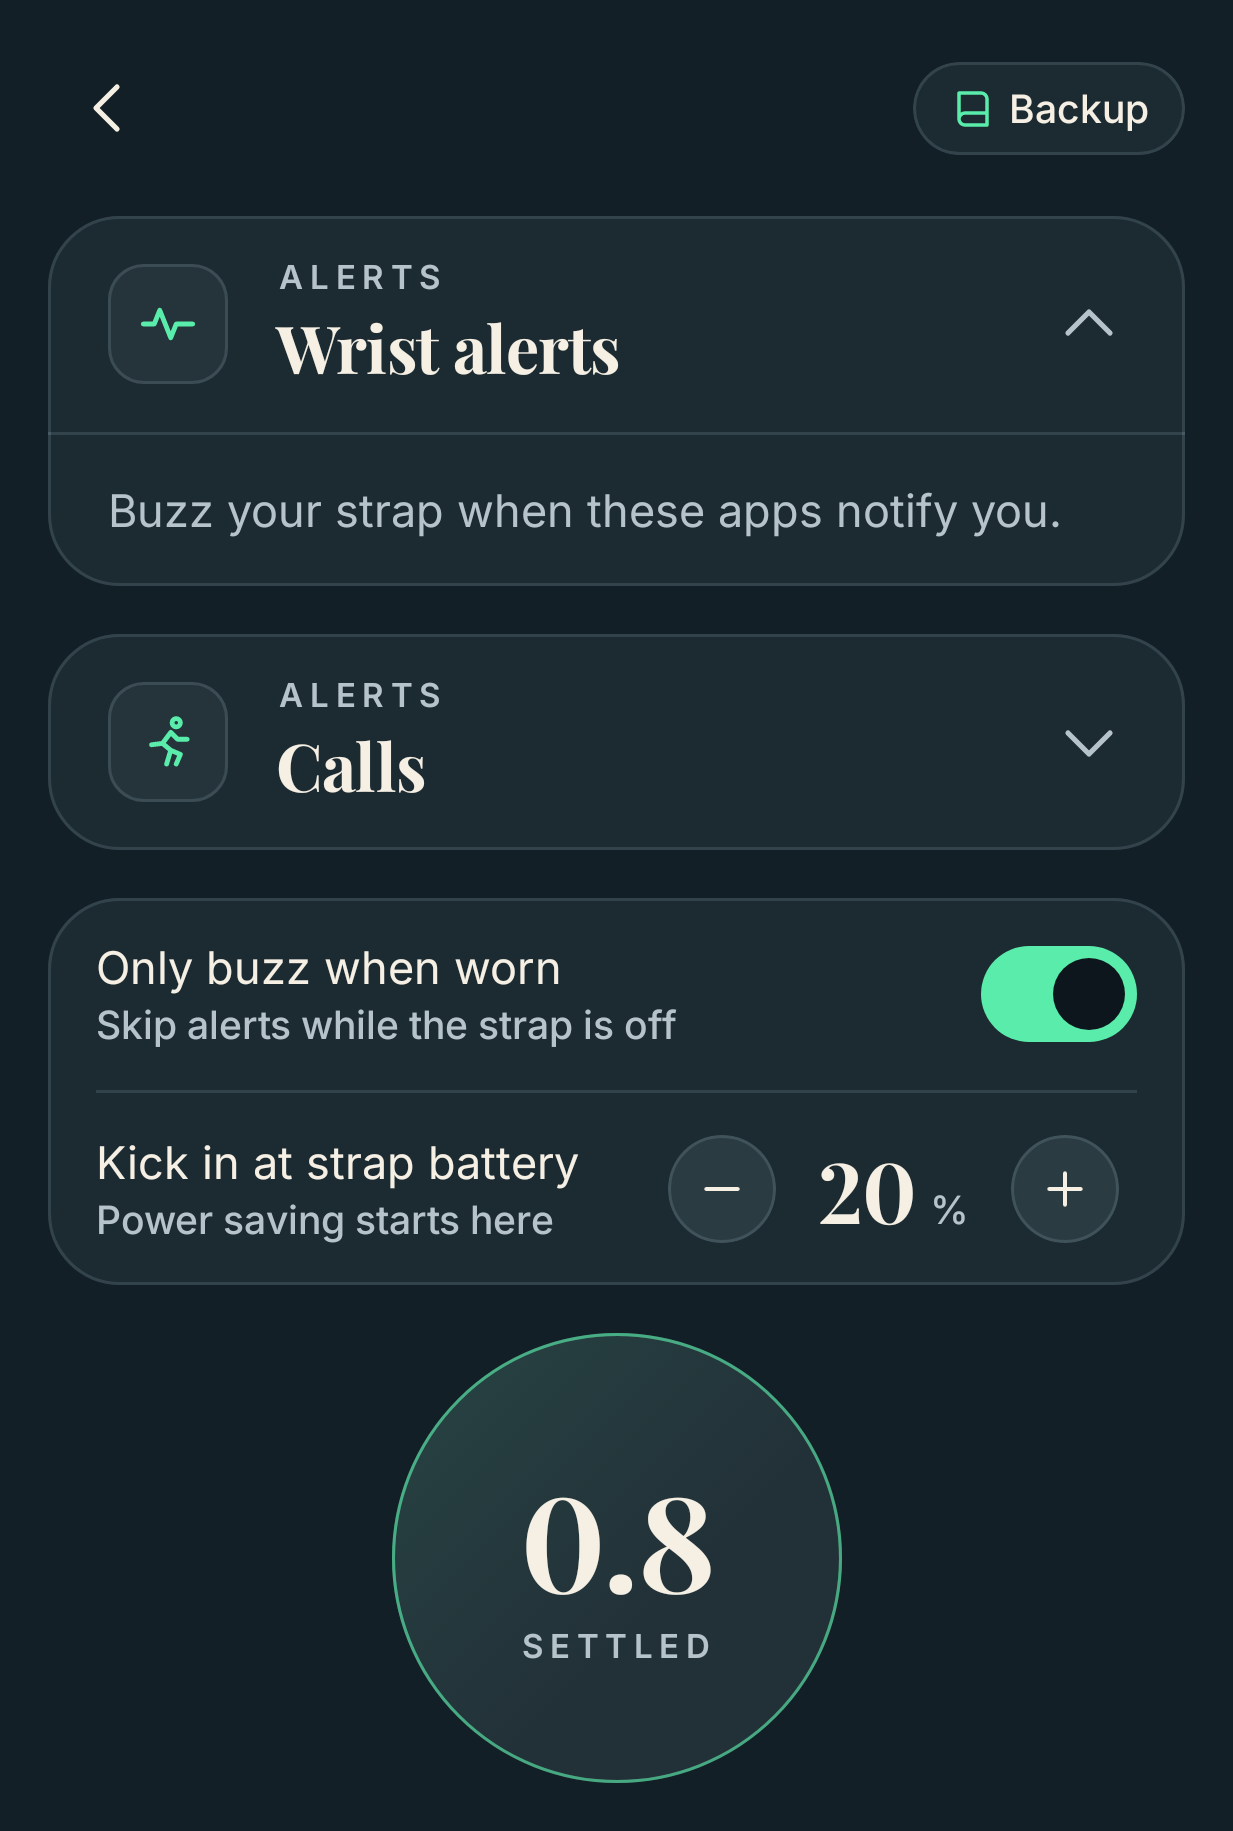 Backup
ALERTS
Wrist alerts
Buzz your strap when these apps notify you.
ALERTS
Calls
Only buzz when worn
Skip alerts while the strap is off
Kick in at strap battery
Power saving starts here
20 %
0.8
SETTLED